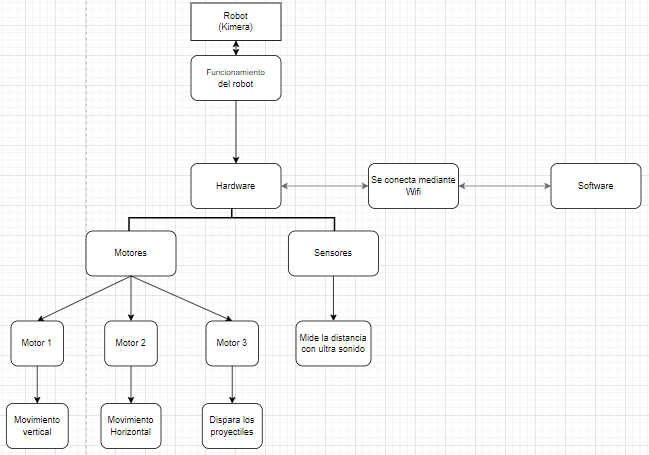 Robot
(Kimera)
Funcionamiento
del robot
Hardware
Se conecta mediante
Wifi
Software
Motores
Sensores
Motor 1
Motor 2
Motor 3
Mide la distancia
con ultra sonido
Movimiento
vertical
Movimiento
Horizontal
Dispara los
proyectiles